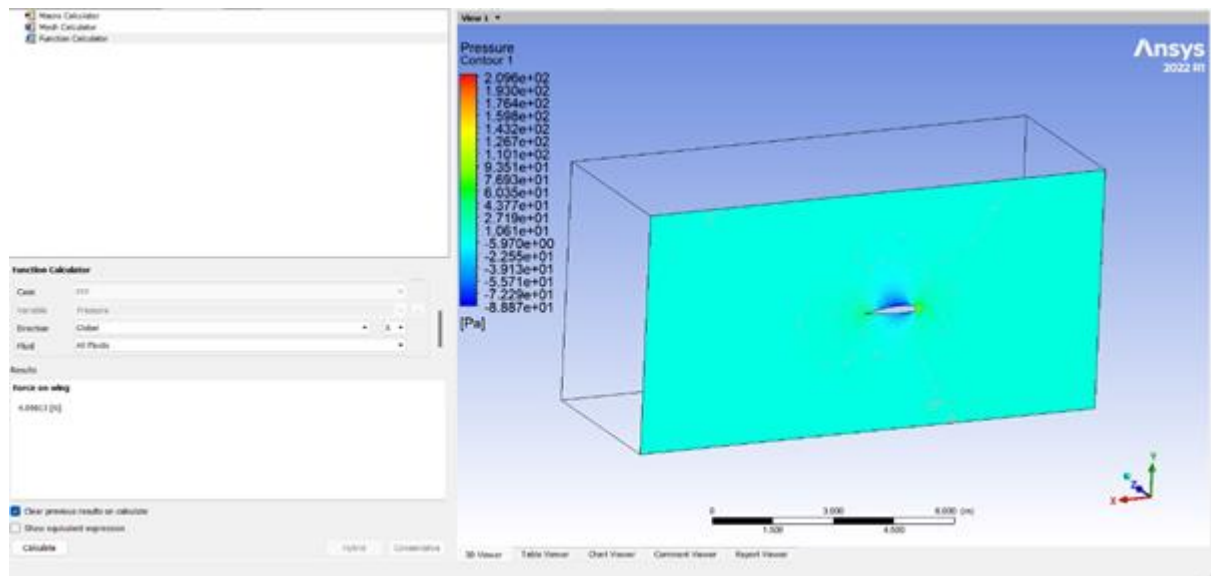 Macro Calculator
Mesh Calculator
Function Calculator
Function Calculator
Case
Variable Pressure
Direction Global X
Fluid All Fluids
Results
Force on wing
[N]
Clear previous results on calculate
Show equivalent expression
Calculate Hybrid Conservative
View 1
Pressure
Contour 1
2.096e+02
1.930e+02
1.764e+02
1.598e+02
1.432e+02
1.267e+02
1.101e+02
9.351e+01
7.693e+01
6.035e+01
4.377e+01
2.719e+01
1.061e+01
-5.970e+00
-2.255e+01
-3.913e+01
-5.571e+01
-7.229e+01
-8.887e+01
[Pa]
Ansys
2022 R1
Y
Z
X
0 3.000 6.000 (m)
1.500 4.500
3D Viewer Table Viewer Chart Viewer Comment Viewer Report Viewer